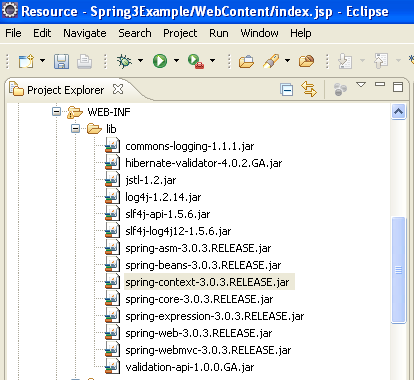 Resource - Spring3Example/WebContent/index.jsp - Eclipse
File Edit Navigate Search Project Run Window Help
Project Explorer
WEB-INF
lib
commons-logging-1.1.1.jar
hibernate-validator-4.0.2.GA.jar
jstl-1.2.jar
log4j-1.2.14.jar
slf4j-api-1.5.6.jar
slf4j-log4j12-1.5.6.jar
spring-asm-3.0.3.RELEASE.jar
spring-beans-3.0.3.RELEASE.jar
spring-context-3.0.3.RELEASE.jar
spring-core-3.0.3.RELEASE.jar
spring-expression-3.0.3.RELEASE.jar
spring-web-3.0.3.RELEASE.jar
spring-webmvc-3.0.3.RELEASE.jar
validation-api-1.0.0.GA.jar